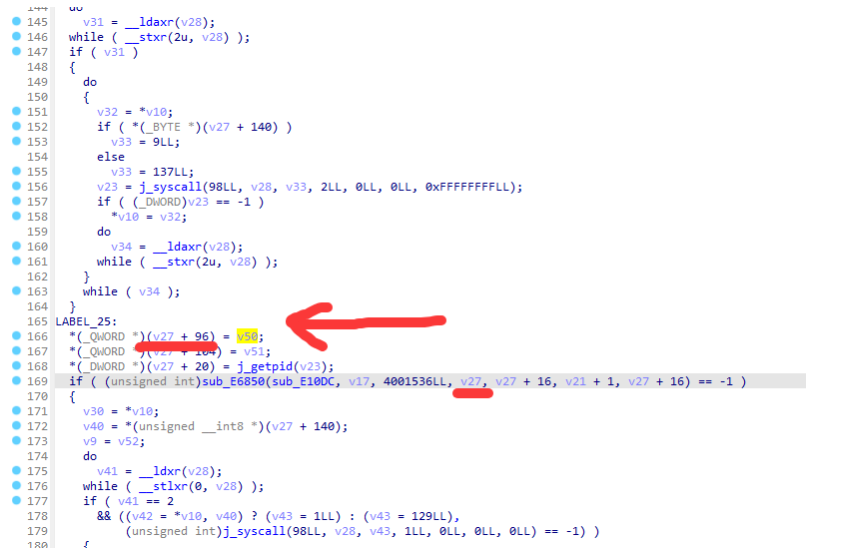 144 do
145 v31 = __ldaxr(v28);
146 while ( __stxr(2u, v28) );
147 if ( v31 )
148 {
149 do
150 {
151 v32 = *v10;
152 if ( *(_BYTE *)(v27 + 140) )
153 v33 = 9LL;
154 else
155 v33 = 137LL;
156 v23 = j_syscall(98LL, v28, v33, 2LL, 0LL, 0LL, 0xFFFFFFFFLL);
157 if ( (_DWORD)v23 == -1 )
158 *v10 = v32;
159 do
160 v34 = __ldaxr(v28);
161 while ( __stxr(2u, v28) );
162 }
163 while ( v34 );
164 }
165 LABEL_25:
166 *(_QWORD *)(v27 + 96) = v50;
167 *(_QWORD *)(v27 + 104) = v51;
168 *(_DWORD *)(v27 + 20) = j_getpid(v23);
169 if ( (unsigned int)sub_E6850(sub_E10DC, v17, 4001536LL, v27, v27 + 16, v21 + 1, v27 + 16) == -1 )
170 {
171 v30 = *v10;
172 v40 = *(unsigned __int8 *)(v27 + 140);
173 v9 = v52;
174 do
175 v41 = __ldxr(v28);
176 while ( __stlxr(0, v28) );
177 if ( v41 == 2
178 && ((v42 = *v10, v40) ? (v43 = 1LL) : (v43 = 129LL),
179 (unsigned int)j_syscall(98LL, v28, v43, 1LL, 0LL, 0LL, 0LL) == -1) )
180 {